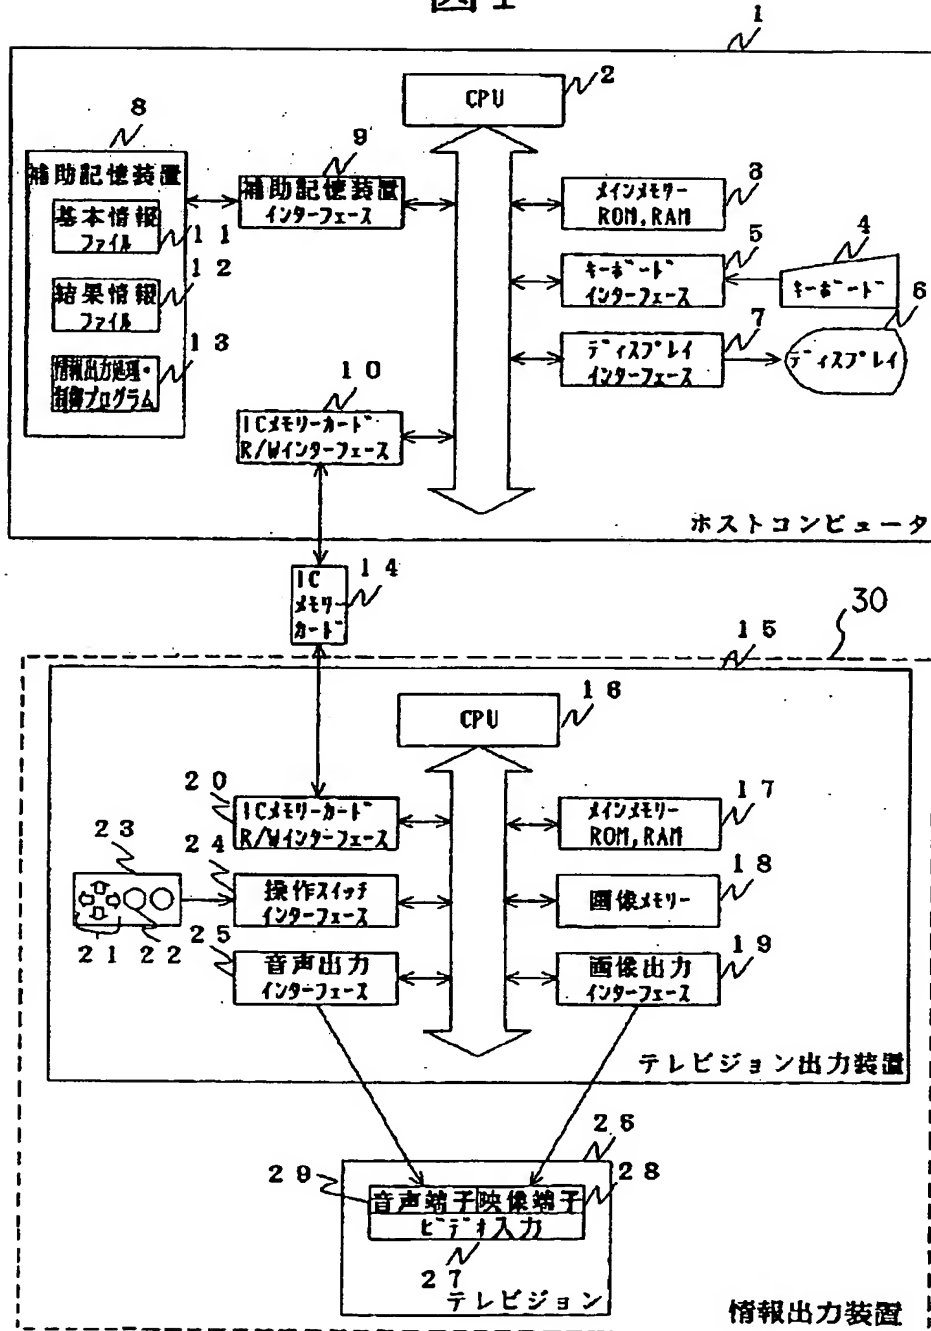 図1
1
CPU
2
8
補助記憶装置
9
補助記憶装置
インターフェース
基本情報
ファイル
11
12
結果情報
ファイル
13
情報出力処理・
制御プログラム
メインメモリー
ROM, RAM
3
5
キーボード
インターフェース
4
キーボード
6
7
ディスプレイ
インターフェース
ディスプレイ
10
ICメモリーカード
R/Wインターフェース
ホストコンピュータ
14
IC
メモリー
カード
30
15
CPU
16
20
ICメモリーカード
R/Wインターフェース
メインメモリー
ROM, RAM
17
23
24
操作スイッチ
インターフェース
画像メモリー
18
21
22
25
音声出力
インターフェース
画像出力
インターフェース
19
テレビジョン出力装置
26
29
音声端子
映像端子
28
ビデオ入力
27
テレビジョン
情報出力装置